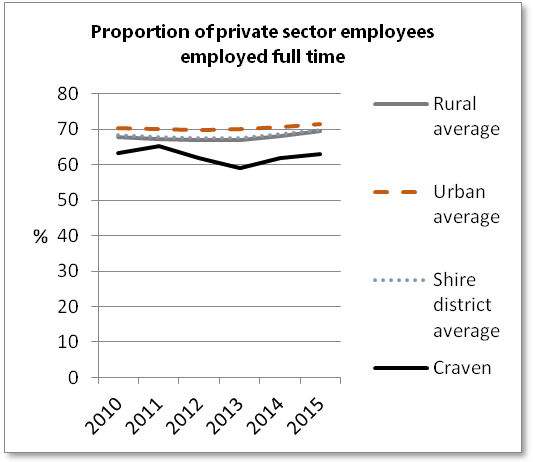 Proportion of private sector employees
employed full time
80
70
60
50
40
30
20
10
0
%
2010
2011
2012
2013
2014
2015
Rural
average
Urban
average
Shire
district
average
Craven